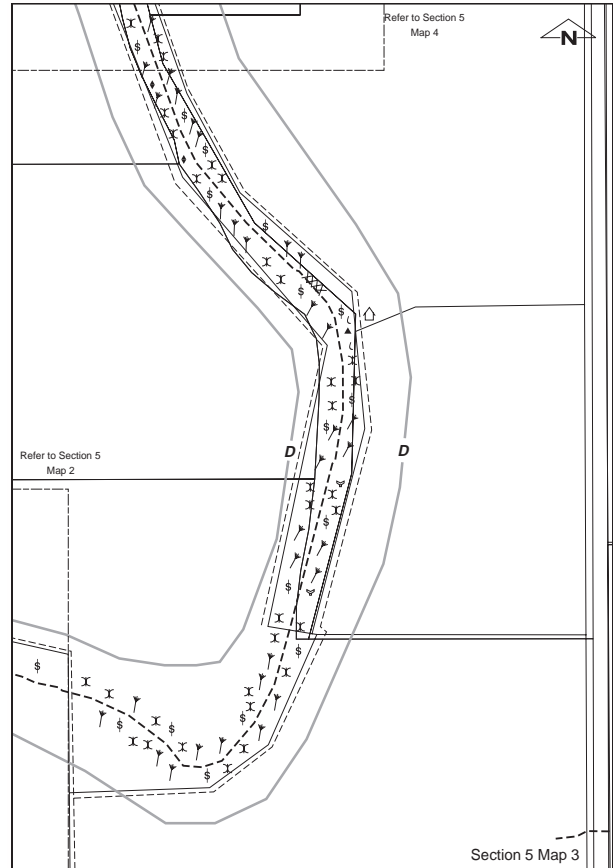 Refer to Section 5
Map 4
N
D
D
Refer to Section 5
Map 2
Section 5 Map 3